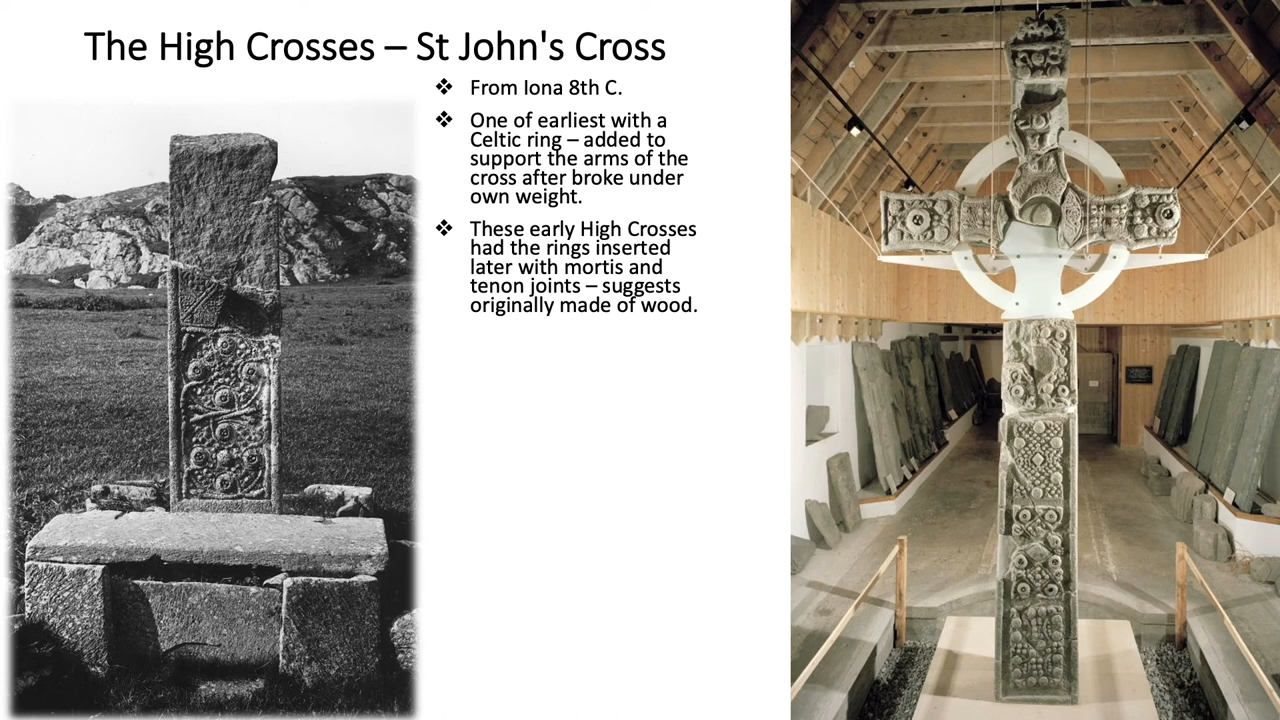 The High Crosses – St John's Cross
❖ From Iona 8th C.
❖ One of earliest with a
Celtic ring – added to
support the arms of the
cross after broke under
own weight.
❖ These early High Crosses
had the rings inserted
later with mortis and
tenon joints – suggests
originally made of wood.